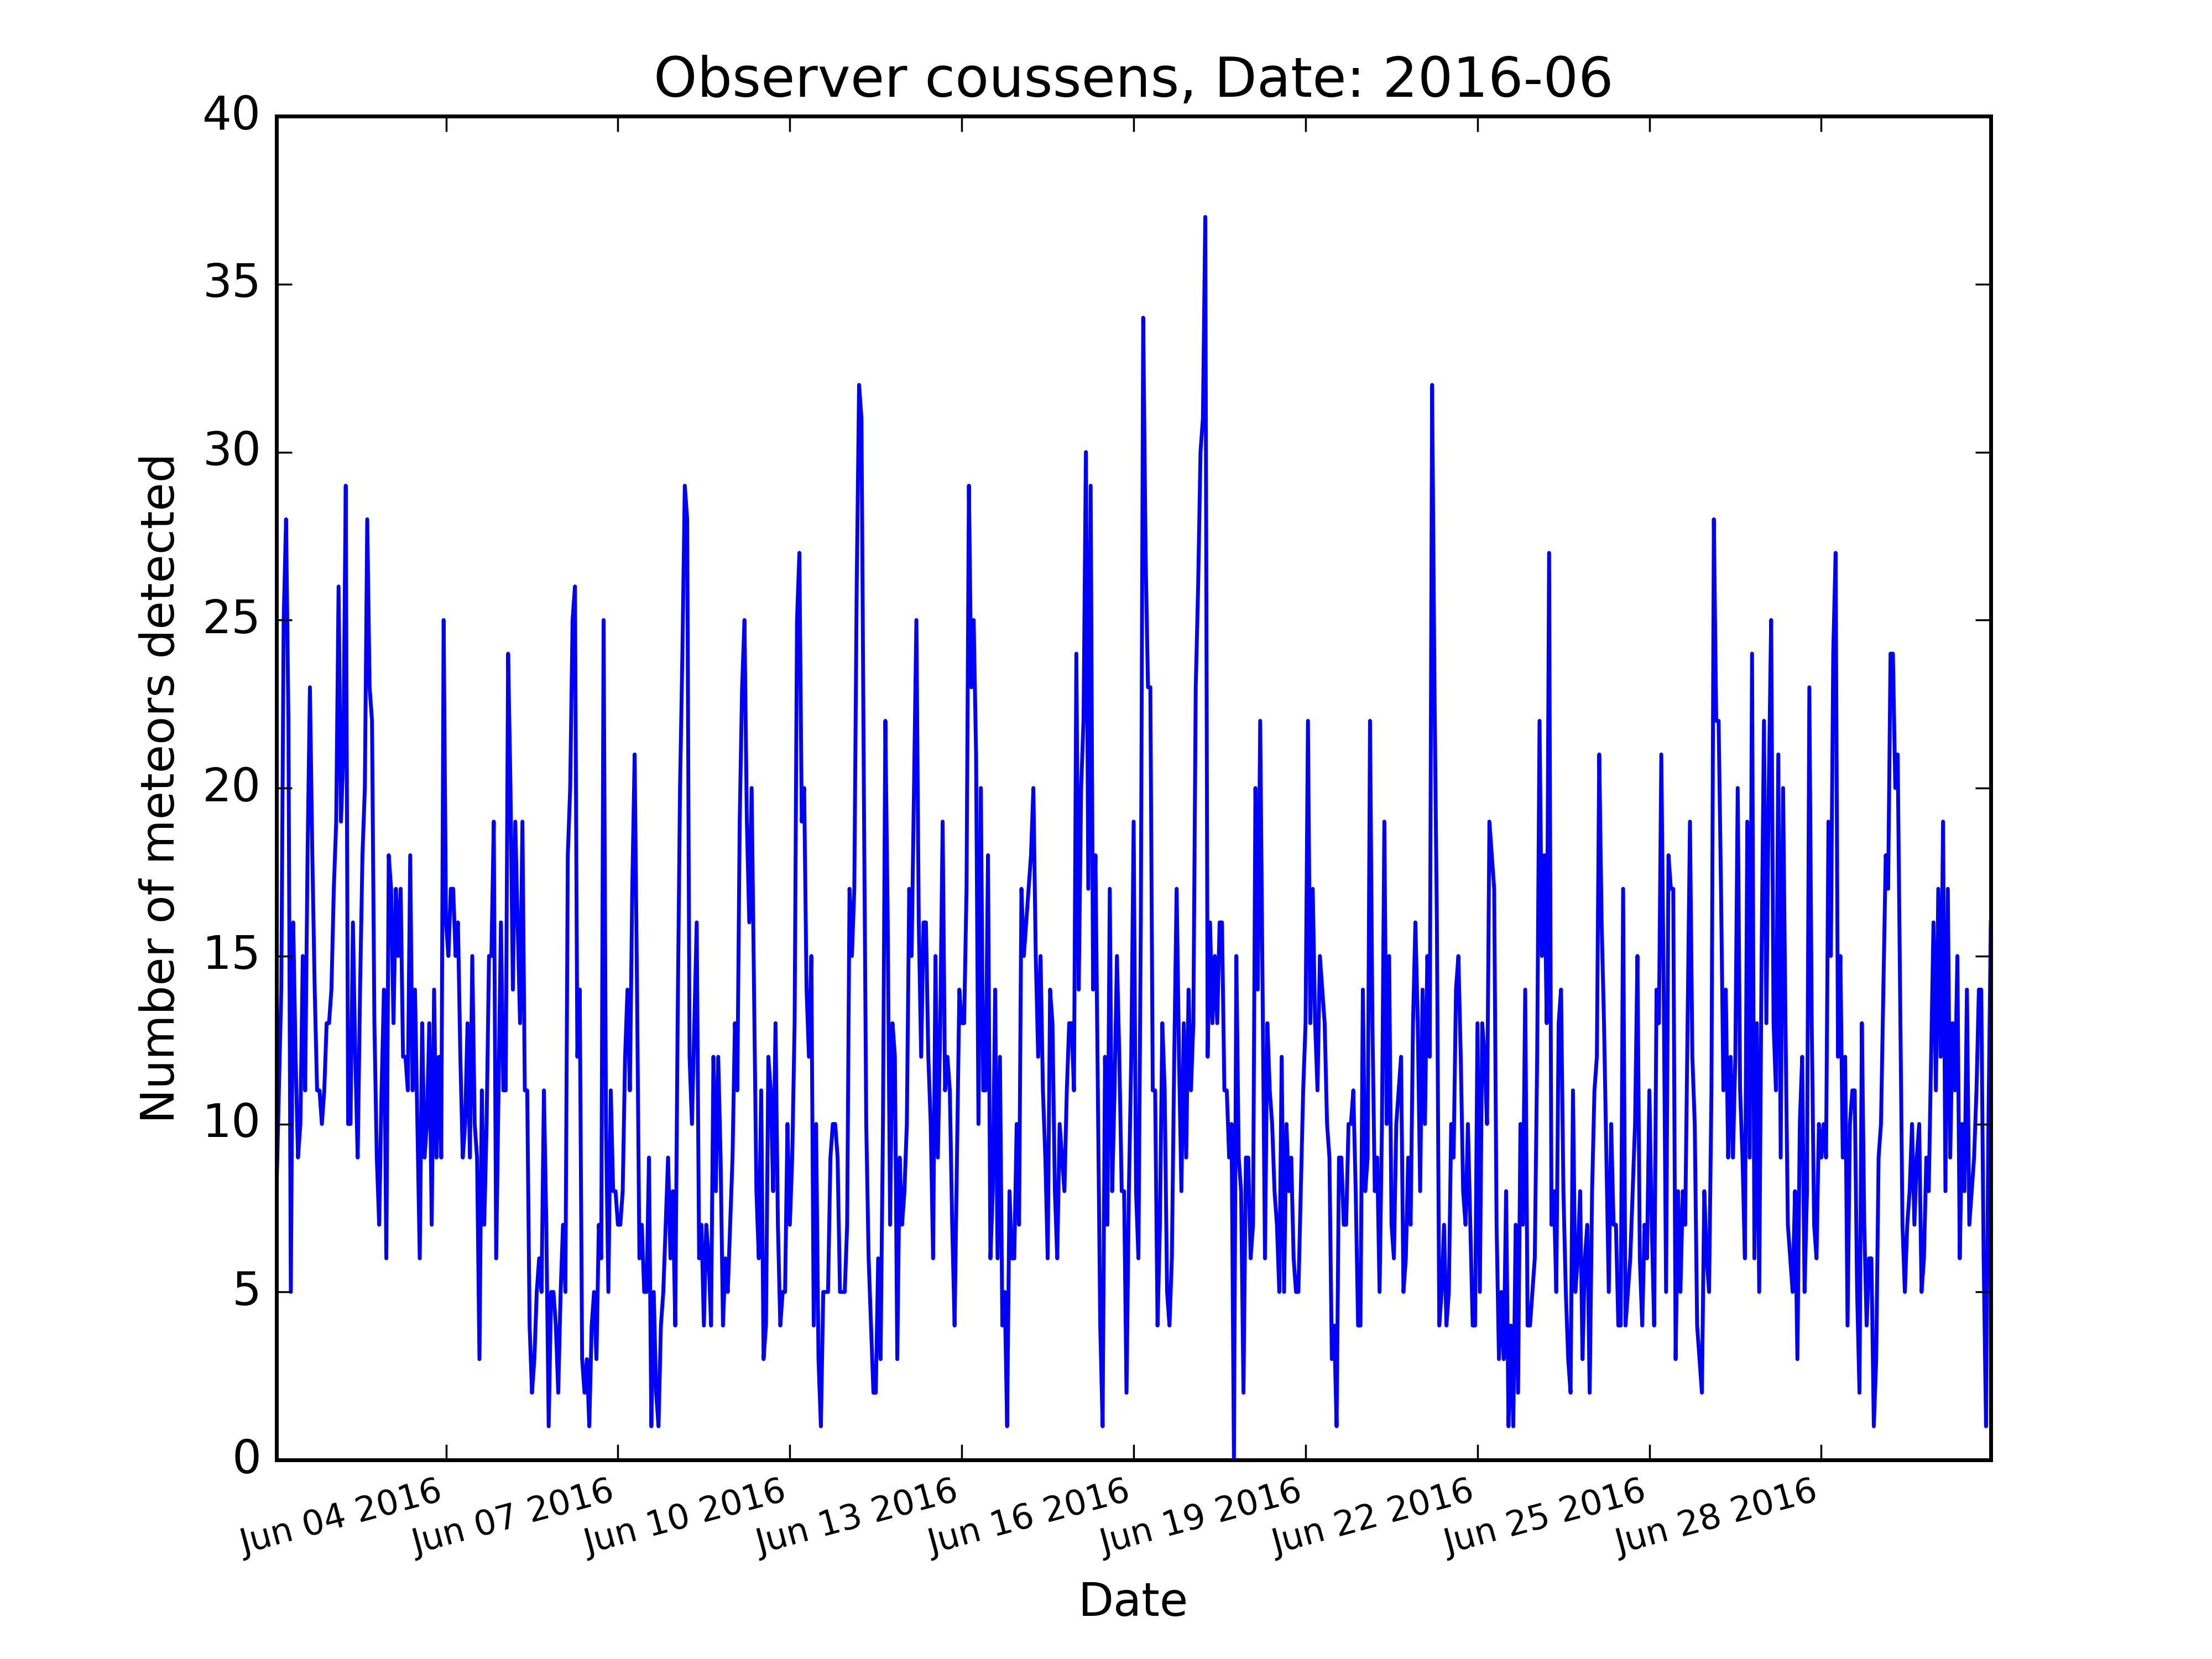 Observer coussens, Date: 2016-06
Number of meteors detected
40
35
30
25
20
15
10
5
0
Jun 04 2016
Jun 07 2016
Jun 10 2016
Jun 13 2016
Jun 16 2016
Jun 19 2016
Jun 22 2016
Jun 25 2016
Jun 28 2016
Date